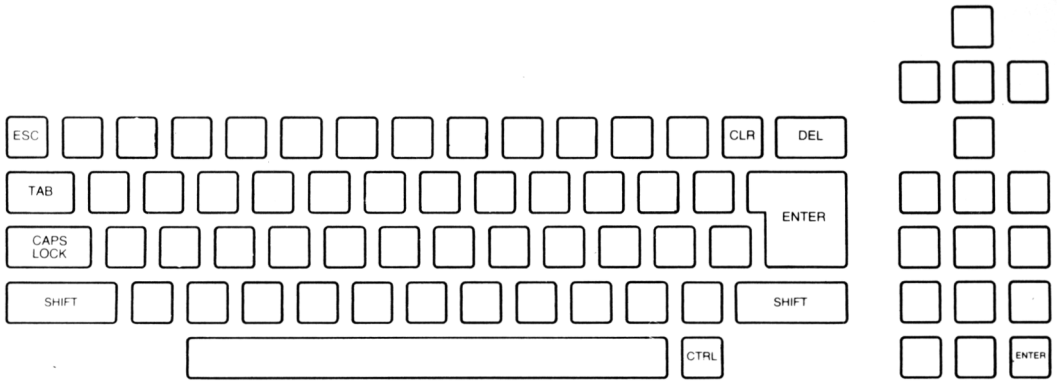 ESC
CLR
DEL
TAB
ENTER
CAPS
LOCK
SHIFT
SHIFT
CTRL
ENTER